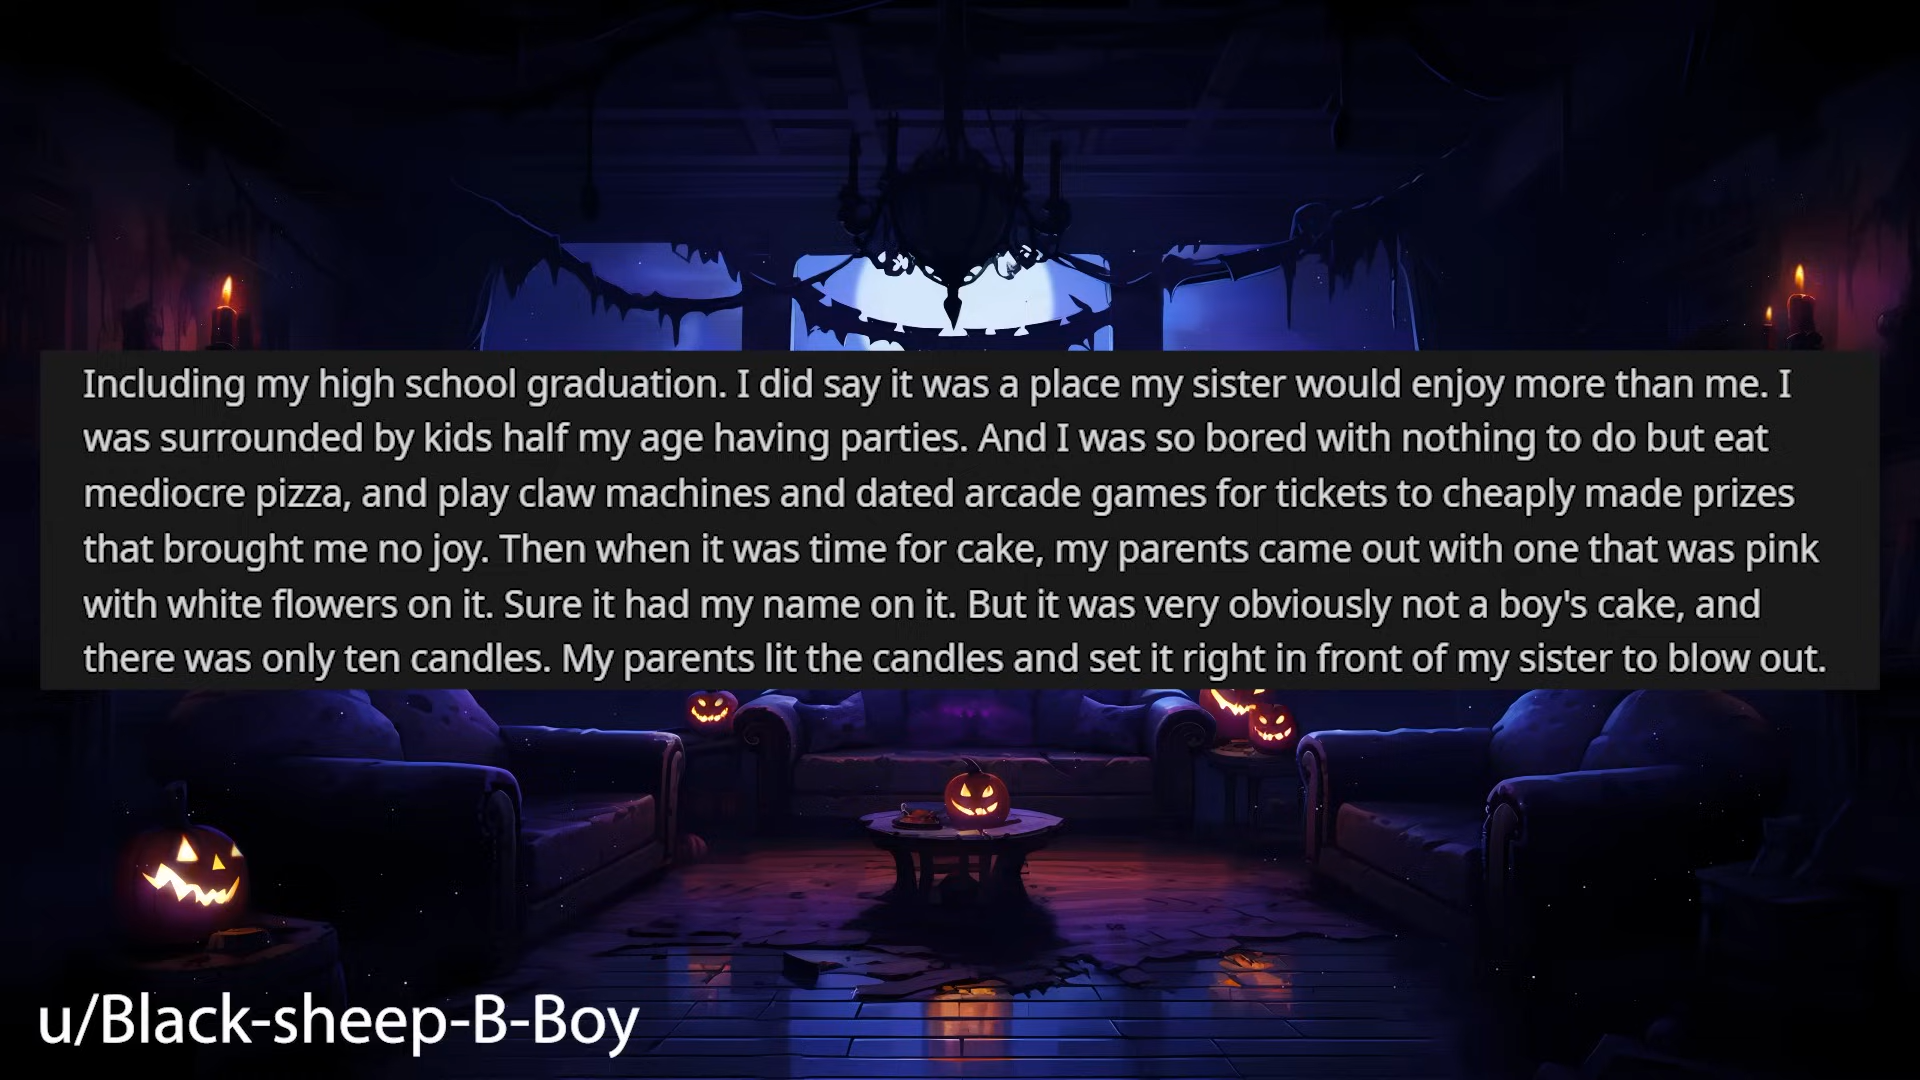 Including my high school graduation. I did say it was a place my sister would enjoy more than me. I
was surrounded by kids half my age having parties. And I was so bored with nothing to do but eat
mediocre pizza, and play claw machines and dated arcade games for tickets to cheaply made prizes
that brought me no joy. Then when it was time for cake, my parents came out with one that was pink
with white flowers on it. Sure it had my name on it. But it was very obviously not a boy's cake, and
there was only ten candles. My parents lit the candles and set it right in front of my sister to blow out.
u/Black-sheep-B-Boy